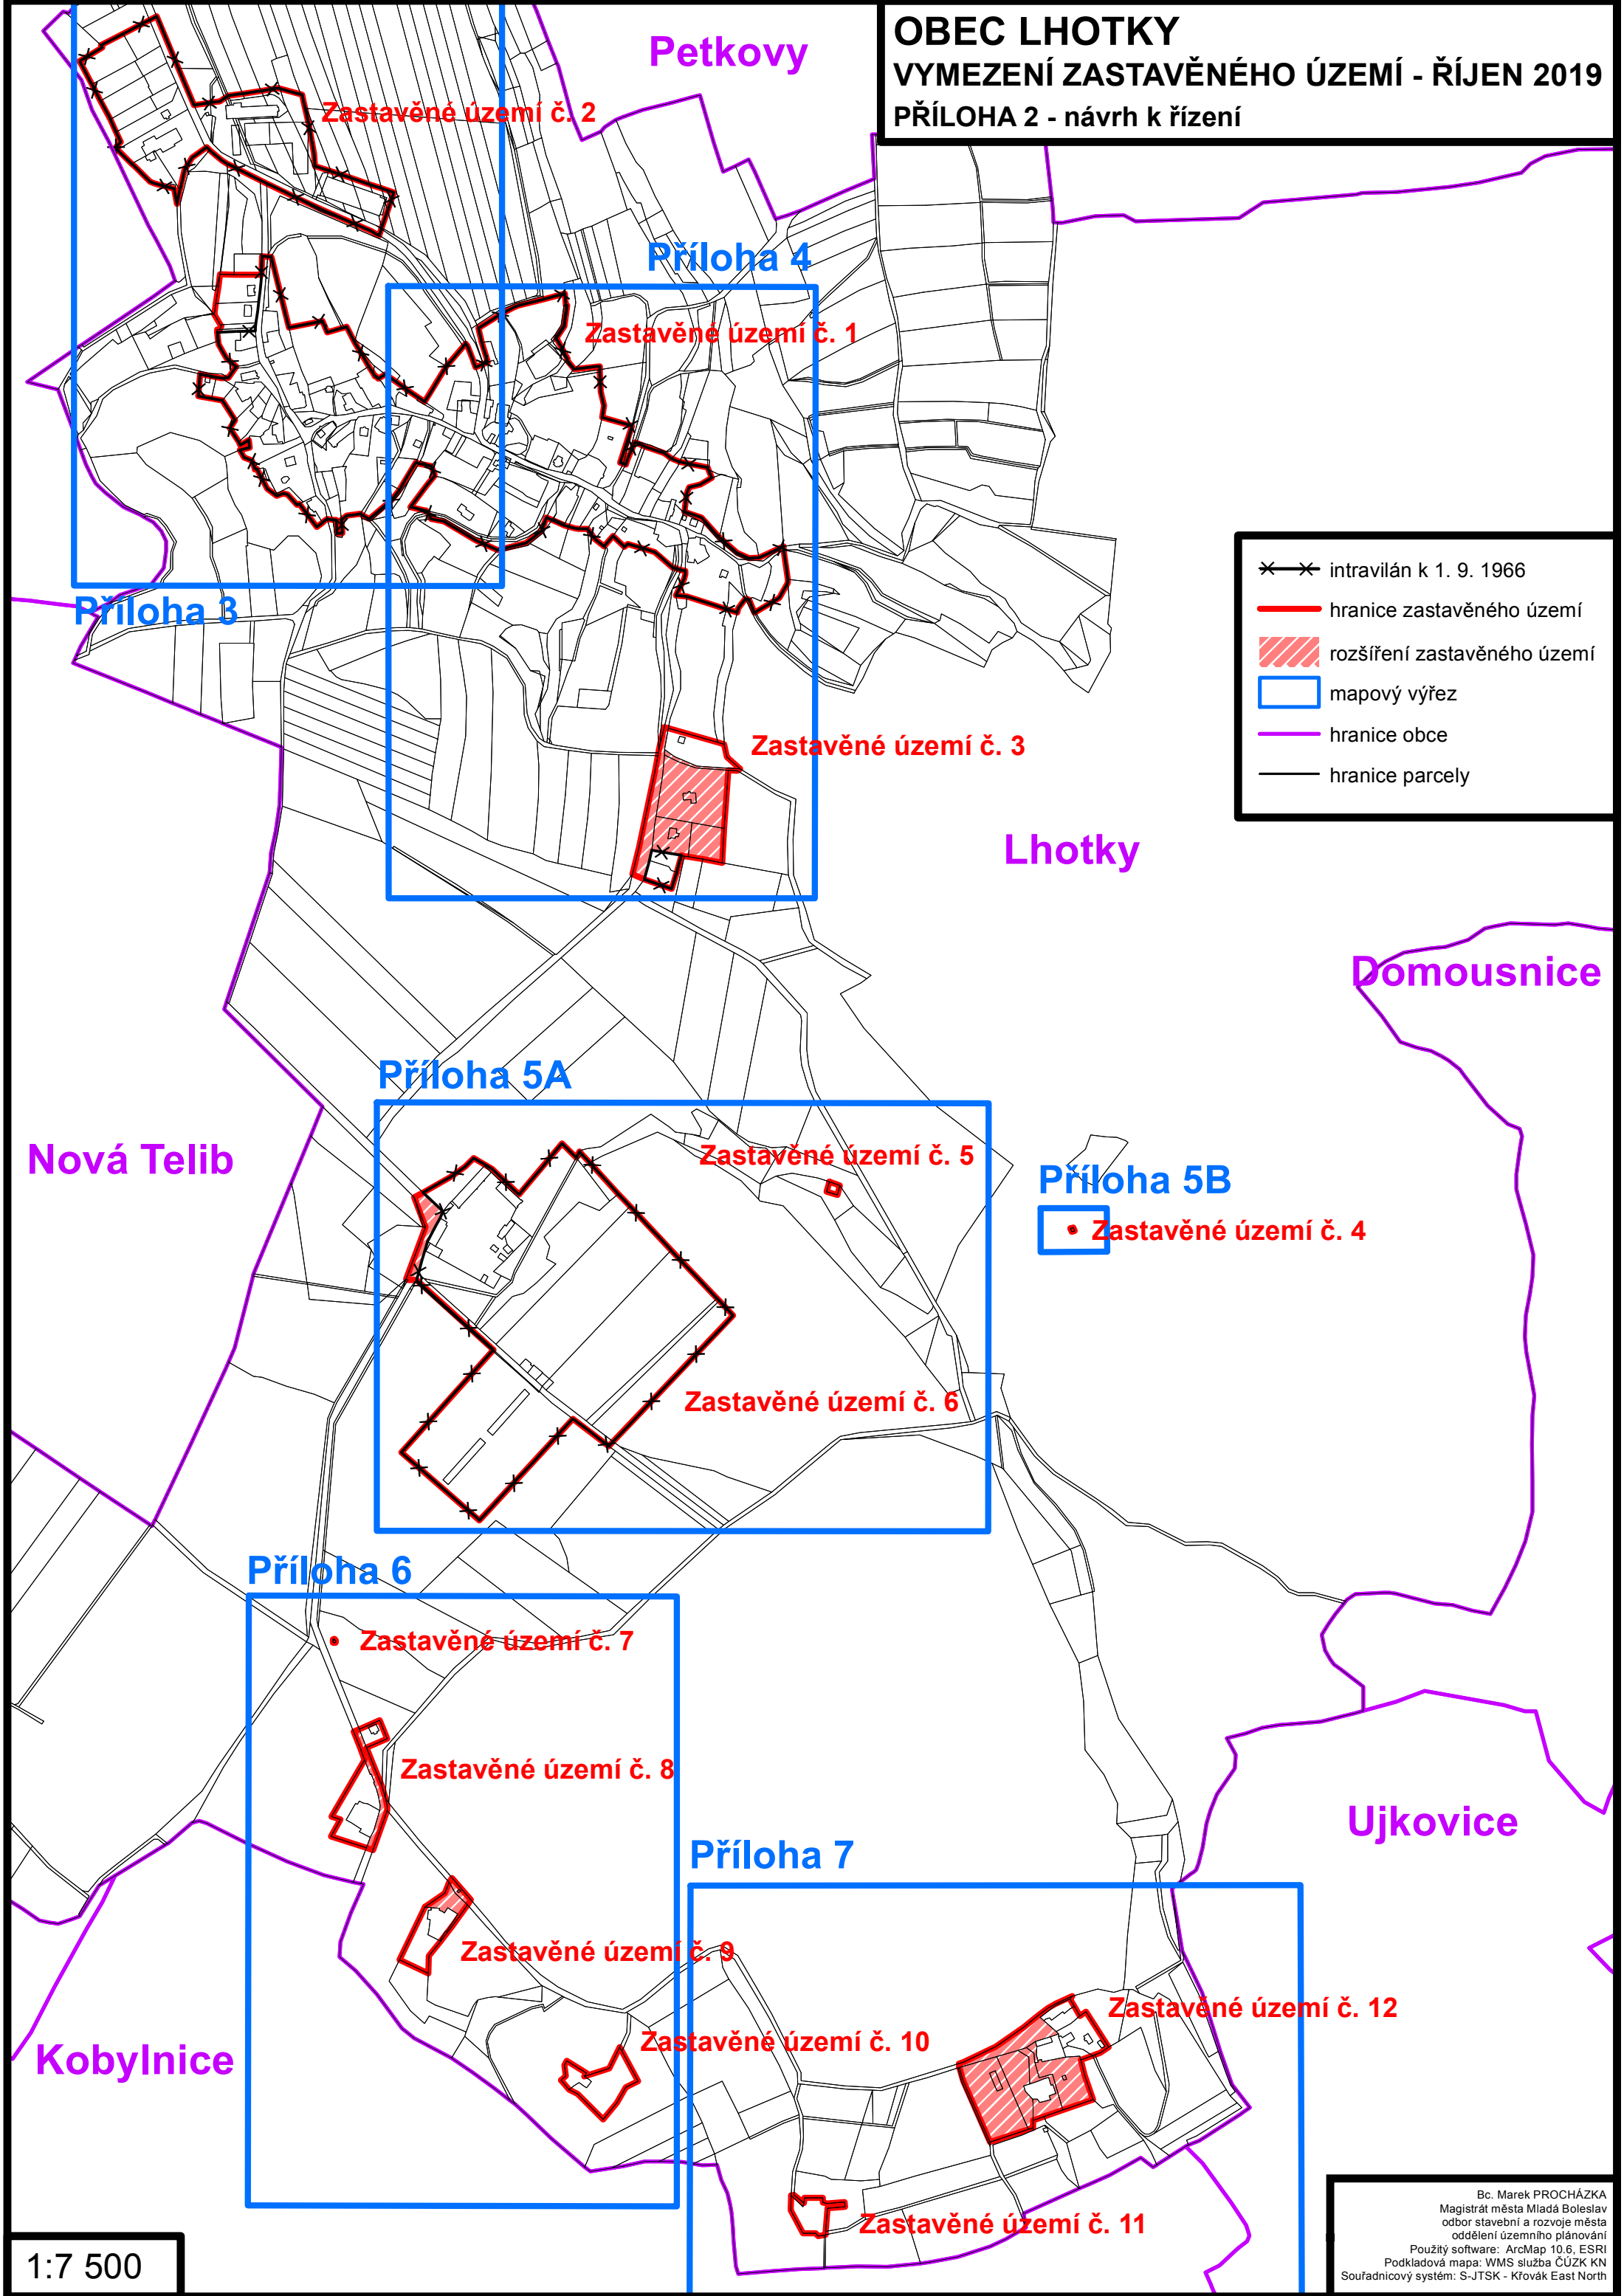 OBEC LHOTKY
VYMEZENÍ ZASTAVĚNÉHO ÚZEMÍ - ŘÍJEN 2019
PŘÍLOHA 2 - návrh k řízení
Petkovy
Zastavěné území č. 2
Příloha 4
Zastavěné území č. 1
intravilán k 1. 9. 1966
hranice zastavěného území
rozšíření zastavěného území
mapový výřez
hranice obce
hranice parcely
Příloha 3
Zastavěné území č. 3
Lhotky
Domousnice
Příloha 5A
Nová Telib
Zastavěné území č. 5
Příloha 5B
Zastavěné území č. 4
Zastavěné území č. 6
Příloha 6
Zastavěné území č. 7
Zastavěné území č. 8
Ujkovice
Příloha 7
Zastavěné území č. 9
Zastavěné území č. 12
Zastavěné území č. 10
Kobylnice
Zastavěné území č. 11
1:7 500
Bc. Marek PROCHÁZKA
Magistrát města Mladá Boleslav
odbor stavební a rozvoje města
oddělení územního plánování
Použitý software: ArcMap 10.6, ESRI
Podkladová mapa: WMS služba ČÚZK KN
Souřadnicový systém: S-JTSK - Křovák East North